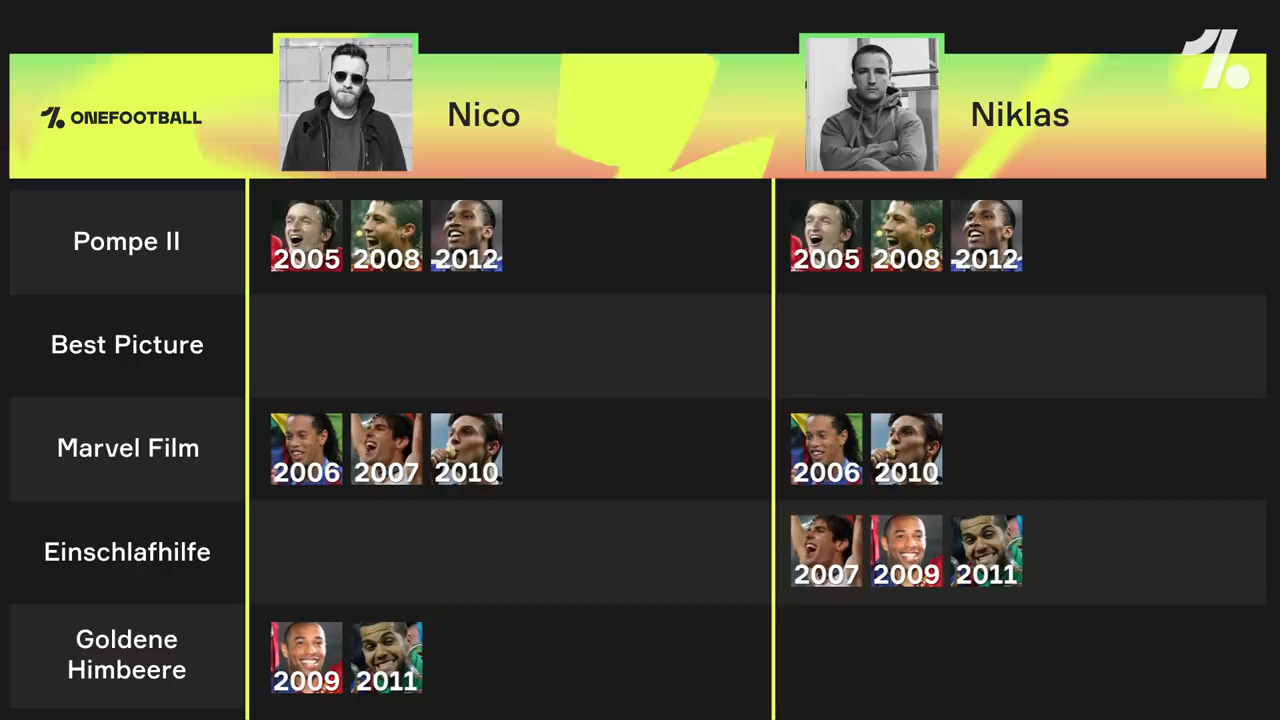 ONEFOOTBALL
Nico
Niklas
Pompe II
2005 2008 2012
2005 2008 2012
Best Picture
Marvel Film
2006 2007 2010
2006 2010
Einschlafhilfe
2007 2009 2011
Goldene
Himbeere
2009 2011